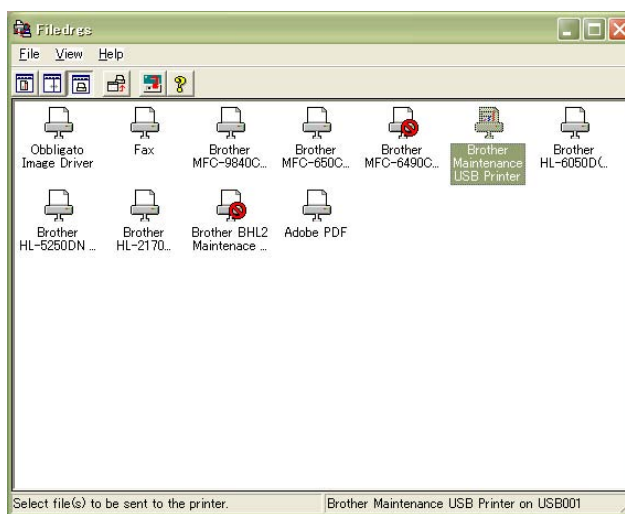 Filedrgs
File View Help
Obbligato
Image Driver
Fax
Brother
MFC-9840C...
Brother
MFC-650C...
Brother
MFC-6490C...
Brother
Maintenance
USB Printer
Brother
HL-6050D(...
Brother
HL-5250DN ...
Brother
HL-2170...
Brother BHL2
Maintenace ...
Adobe PDF
Select file(s) to be sent to the printer.
Brother Maintenance USB Printer on USB001